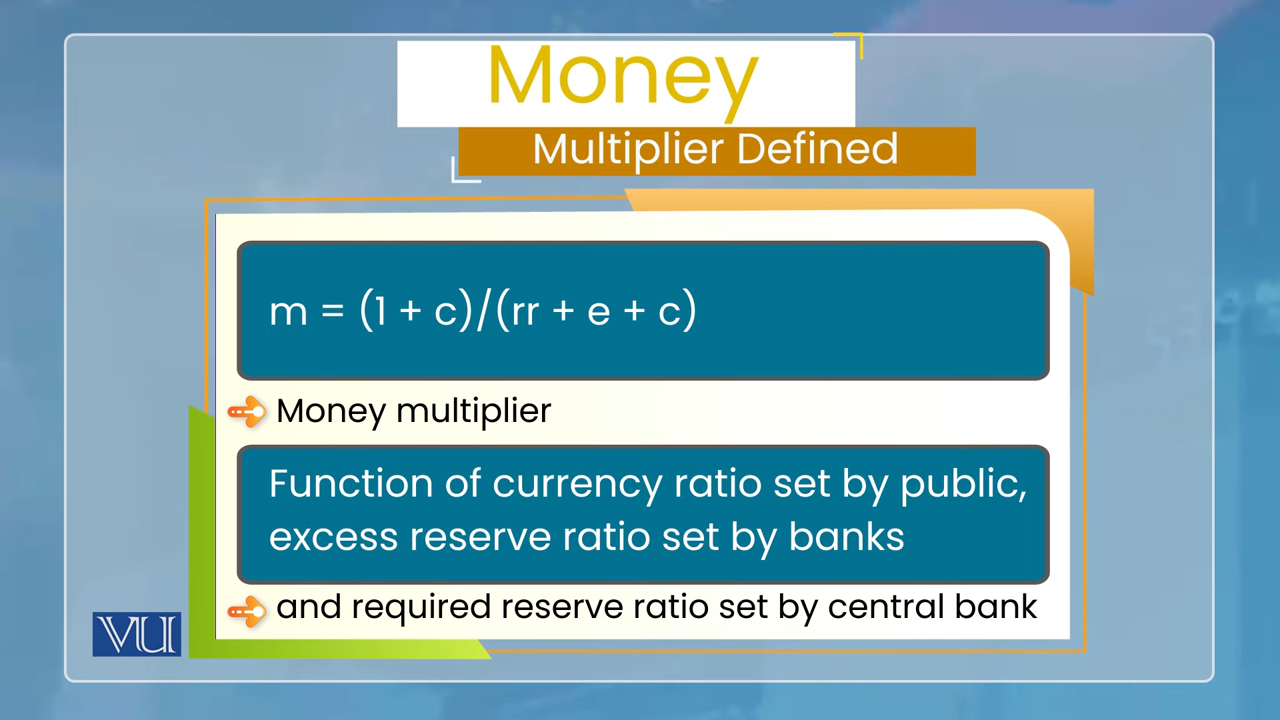 Money
Multiplier Defined
m = (1 + c)/(rr + e + c)
Money multiplier
Function of currency ratio set by public,
excess reserve ratio set by banks
and required reserve ratio set by central bank
VU